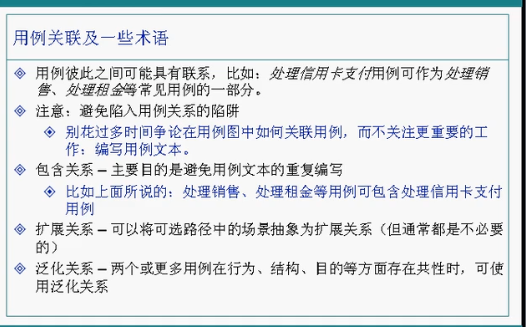 用例关联及一些术语
用例彼此之间可能具有联系，比如：处理信用卡支付用例可作为处理销
售、处理租金等常见用例的一部分。
注意：避免陷入用例关系的陷阱
别花过多时间争论在用例图中如何关联用例，而不关注更重要的工
作：编写用例文本。
包含关系 – 主要目的是避免用例文本的重复编写
比如上面所说的：处理销售、处理租金等用例可包含处理信用卡支付
用例
扩展关系 – 可以将可选路径中的场景抽象为扩展关系（但通常都是不必要
的）
泛化关系 – 两个或更多用例在行为、结构、目的等方面存在共性时，可使
用泛化关系